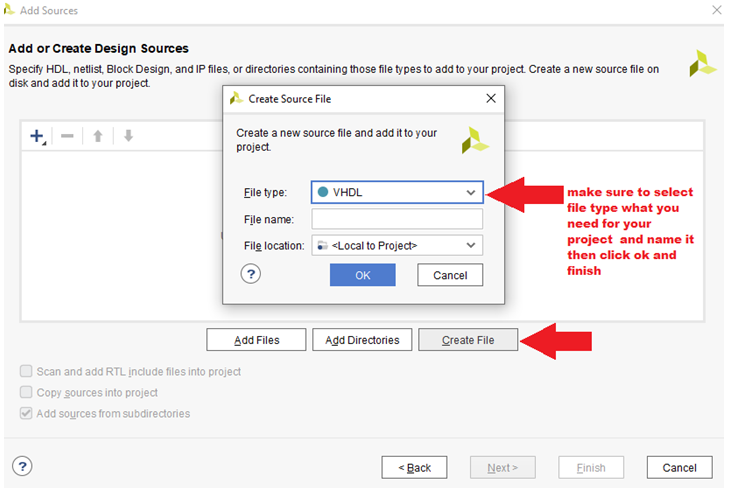 Add Sources
Add or Create Design Sources
Specify HDL, netlist, Block Design, and IP files, or directories containing those file types to add to your project. Create a new source file on
disk and add it to your project.
Create Source File
Create a new source file and add it to your
project.
File type:
VHDL
File name:
File location:
<Local to Project>
?
OK
Cancel
make sure to select
file type what you
need for your
project and name it
then click ok and
finish
Add Files
Add Directories
Create File
Scan and add RTL include files into project
Copy sources into project
Add sources from subdirectories
?
< Back
Next >
Finish
Cancel